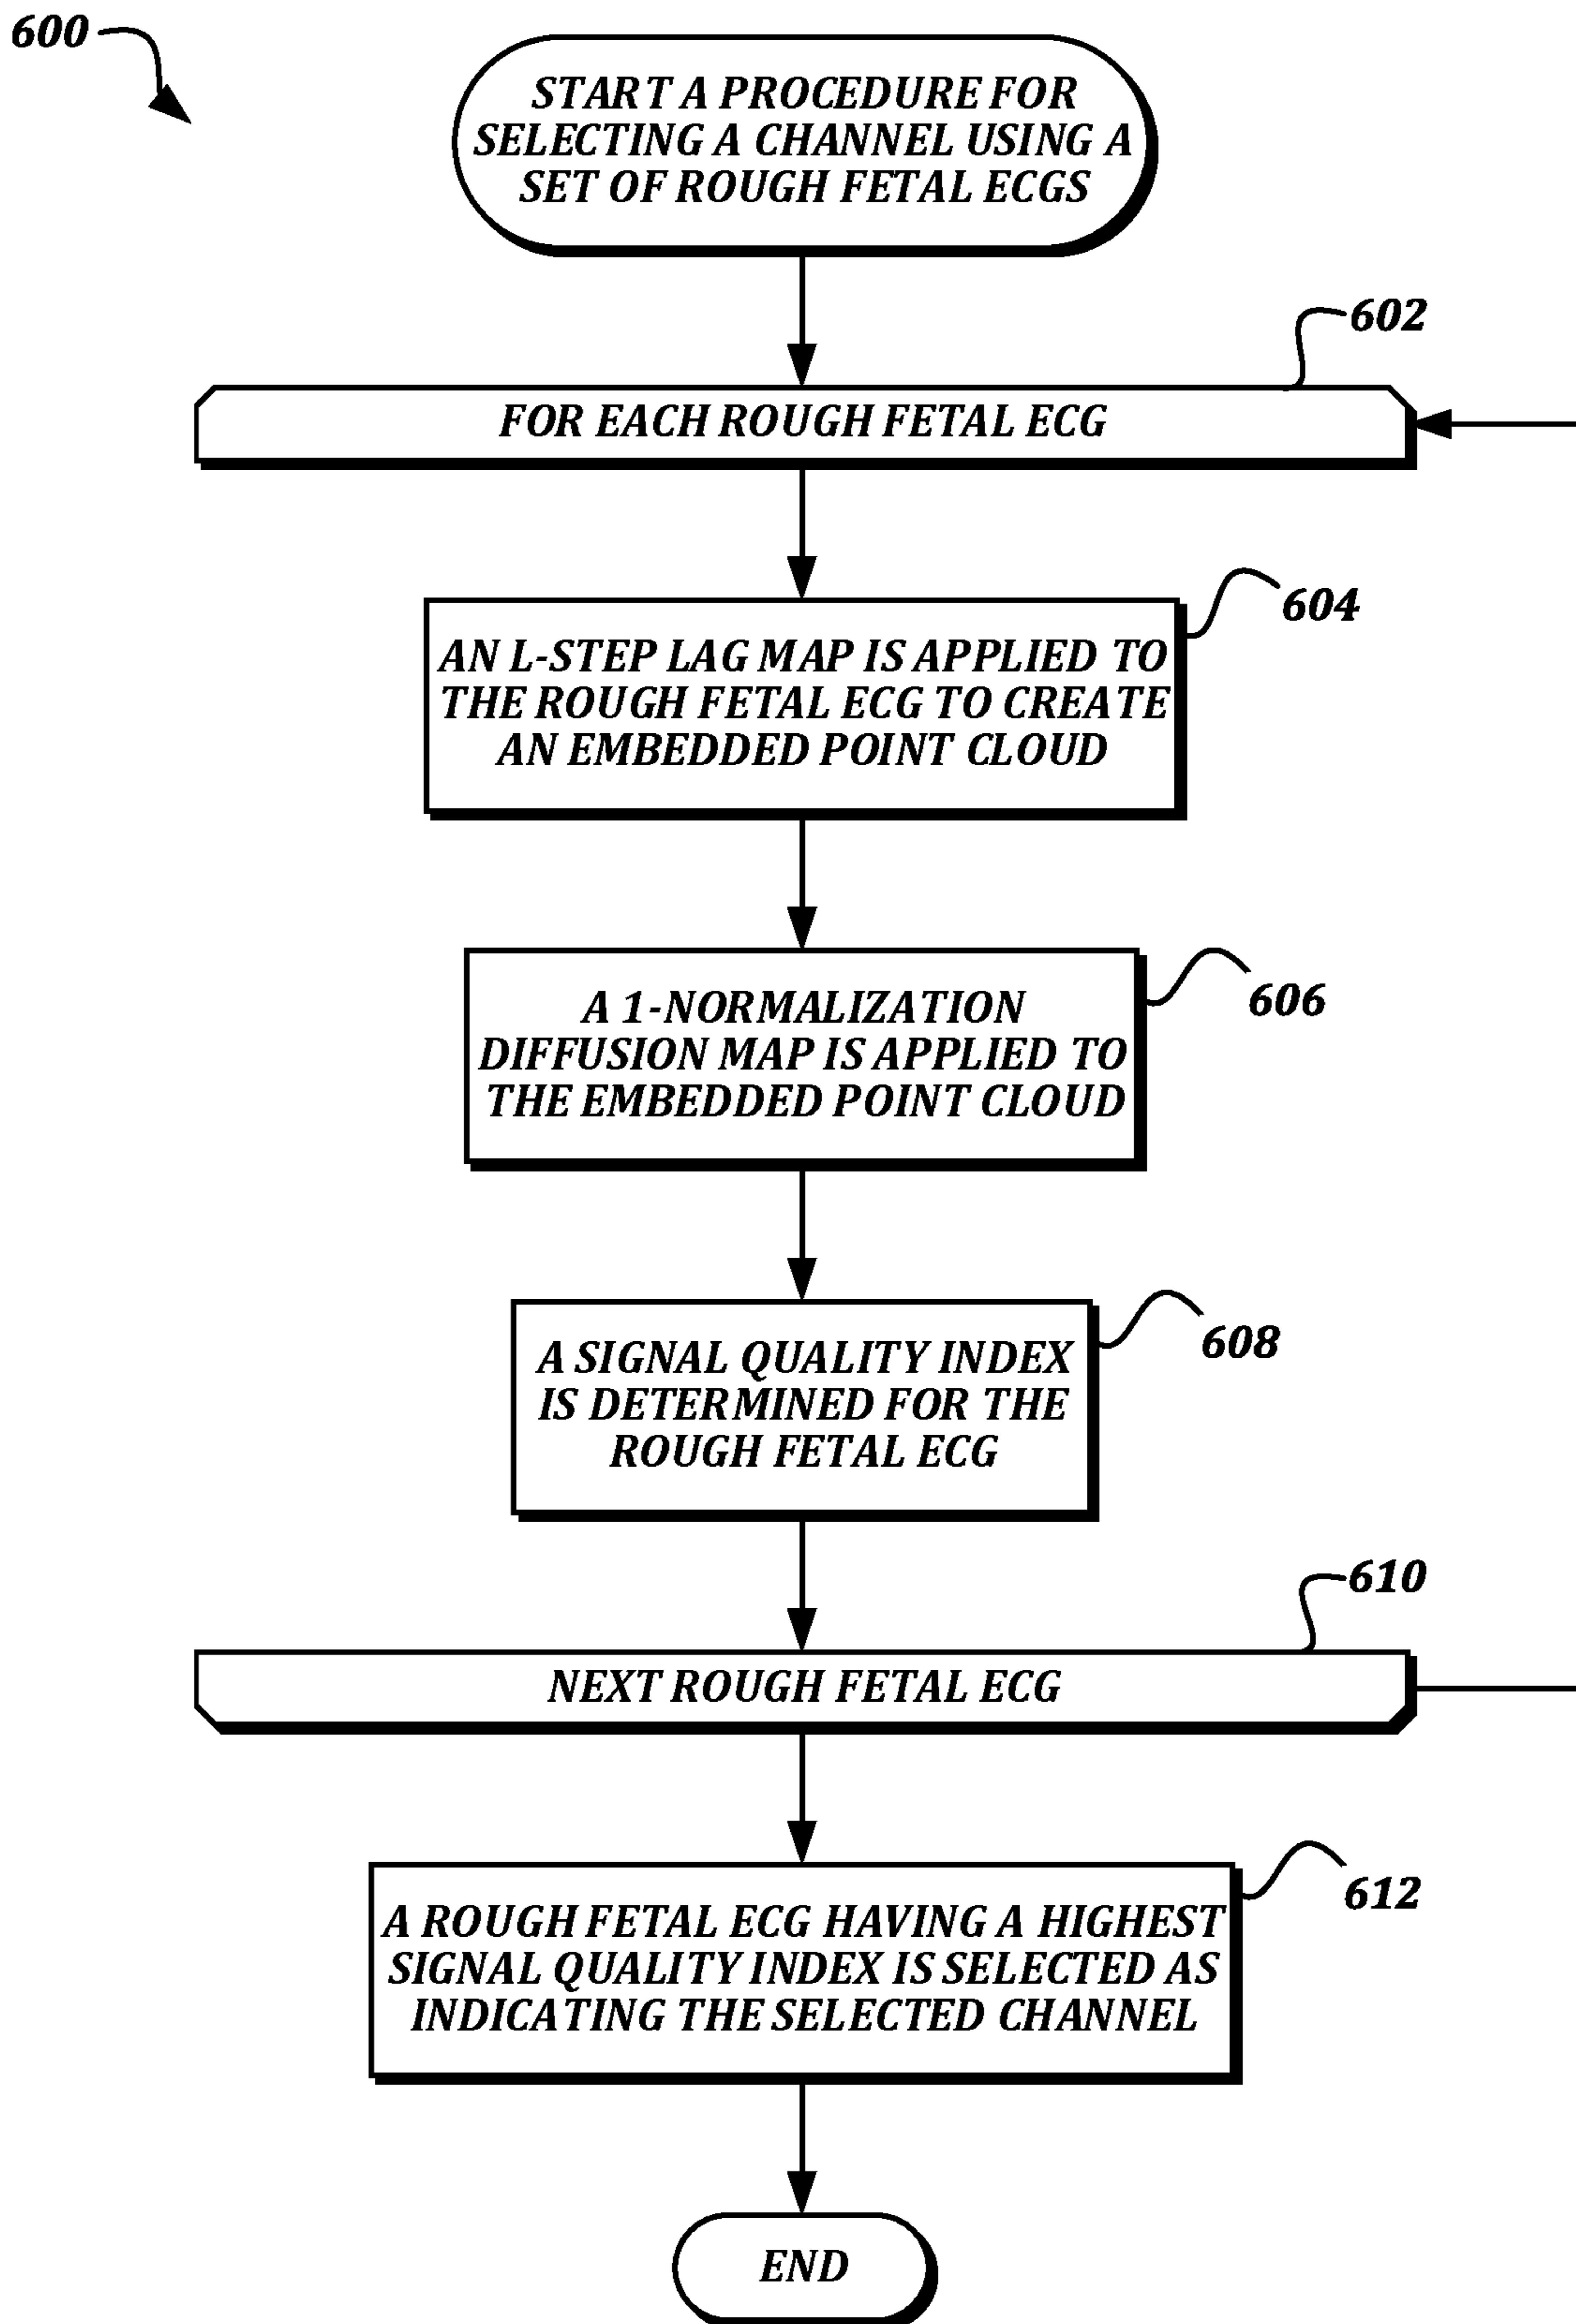 600
START A PROCEDURE FOR
SELECTING A CHANNEL USING A
SET OF ROUGH FETAL ECGS
602
FOR EACH ROUGH FETAL ECG
604
AN L-STEP LAG MAP IS APPLIED TO
THE ROUGH FETAL ECG TO CREATE
AN EMBEDDED POINT CLOUD
606
A 1-NORMALIZATION
DIFFUSION MAP IS APPLIED TO
THE EMBEDDED POINT CLOUD
608
A SIGNAL QUALITY INDEX
IS DETERMINED FOR THE
ROUGH FETAL ECG
610
NEXT ROUGH FETAL ECG
612
A ROUGH FETAL ECG HAVING A HIGHEST
SIGNAL QUALITY INDEX IS SELECTED AS
INDICATING THE SELECTED CHANNEL
END